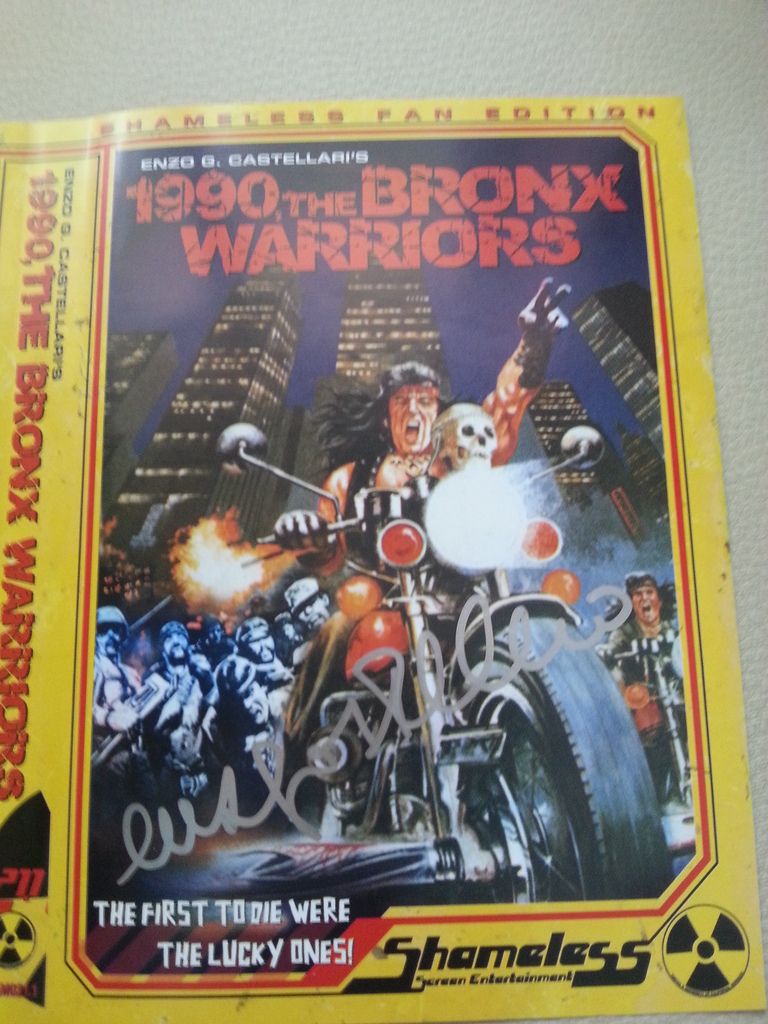 SHAMELESS FAN EDITION
ENZO G. CASTELLARI'S
1990, THE BRONX
WARRIORS
ENZO G. CASTELLARI'S
1990, THE BRONX WARRIORS
THE FIRST TO DIE WERE
THE LUCKY ONES!
Shameless
Screen Entertainment